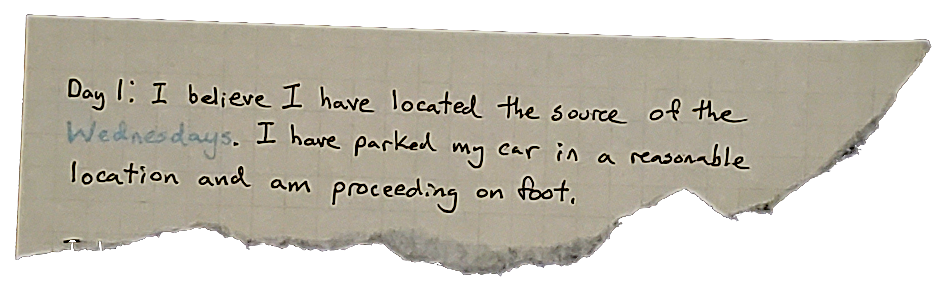 Day 1: I believe I have located the source of the
Wednesdays. I have parked my car in a reasonable
location and am proceeding on foot.